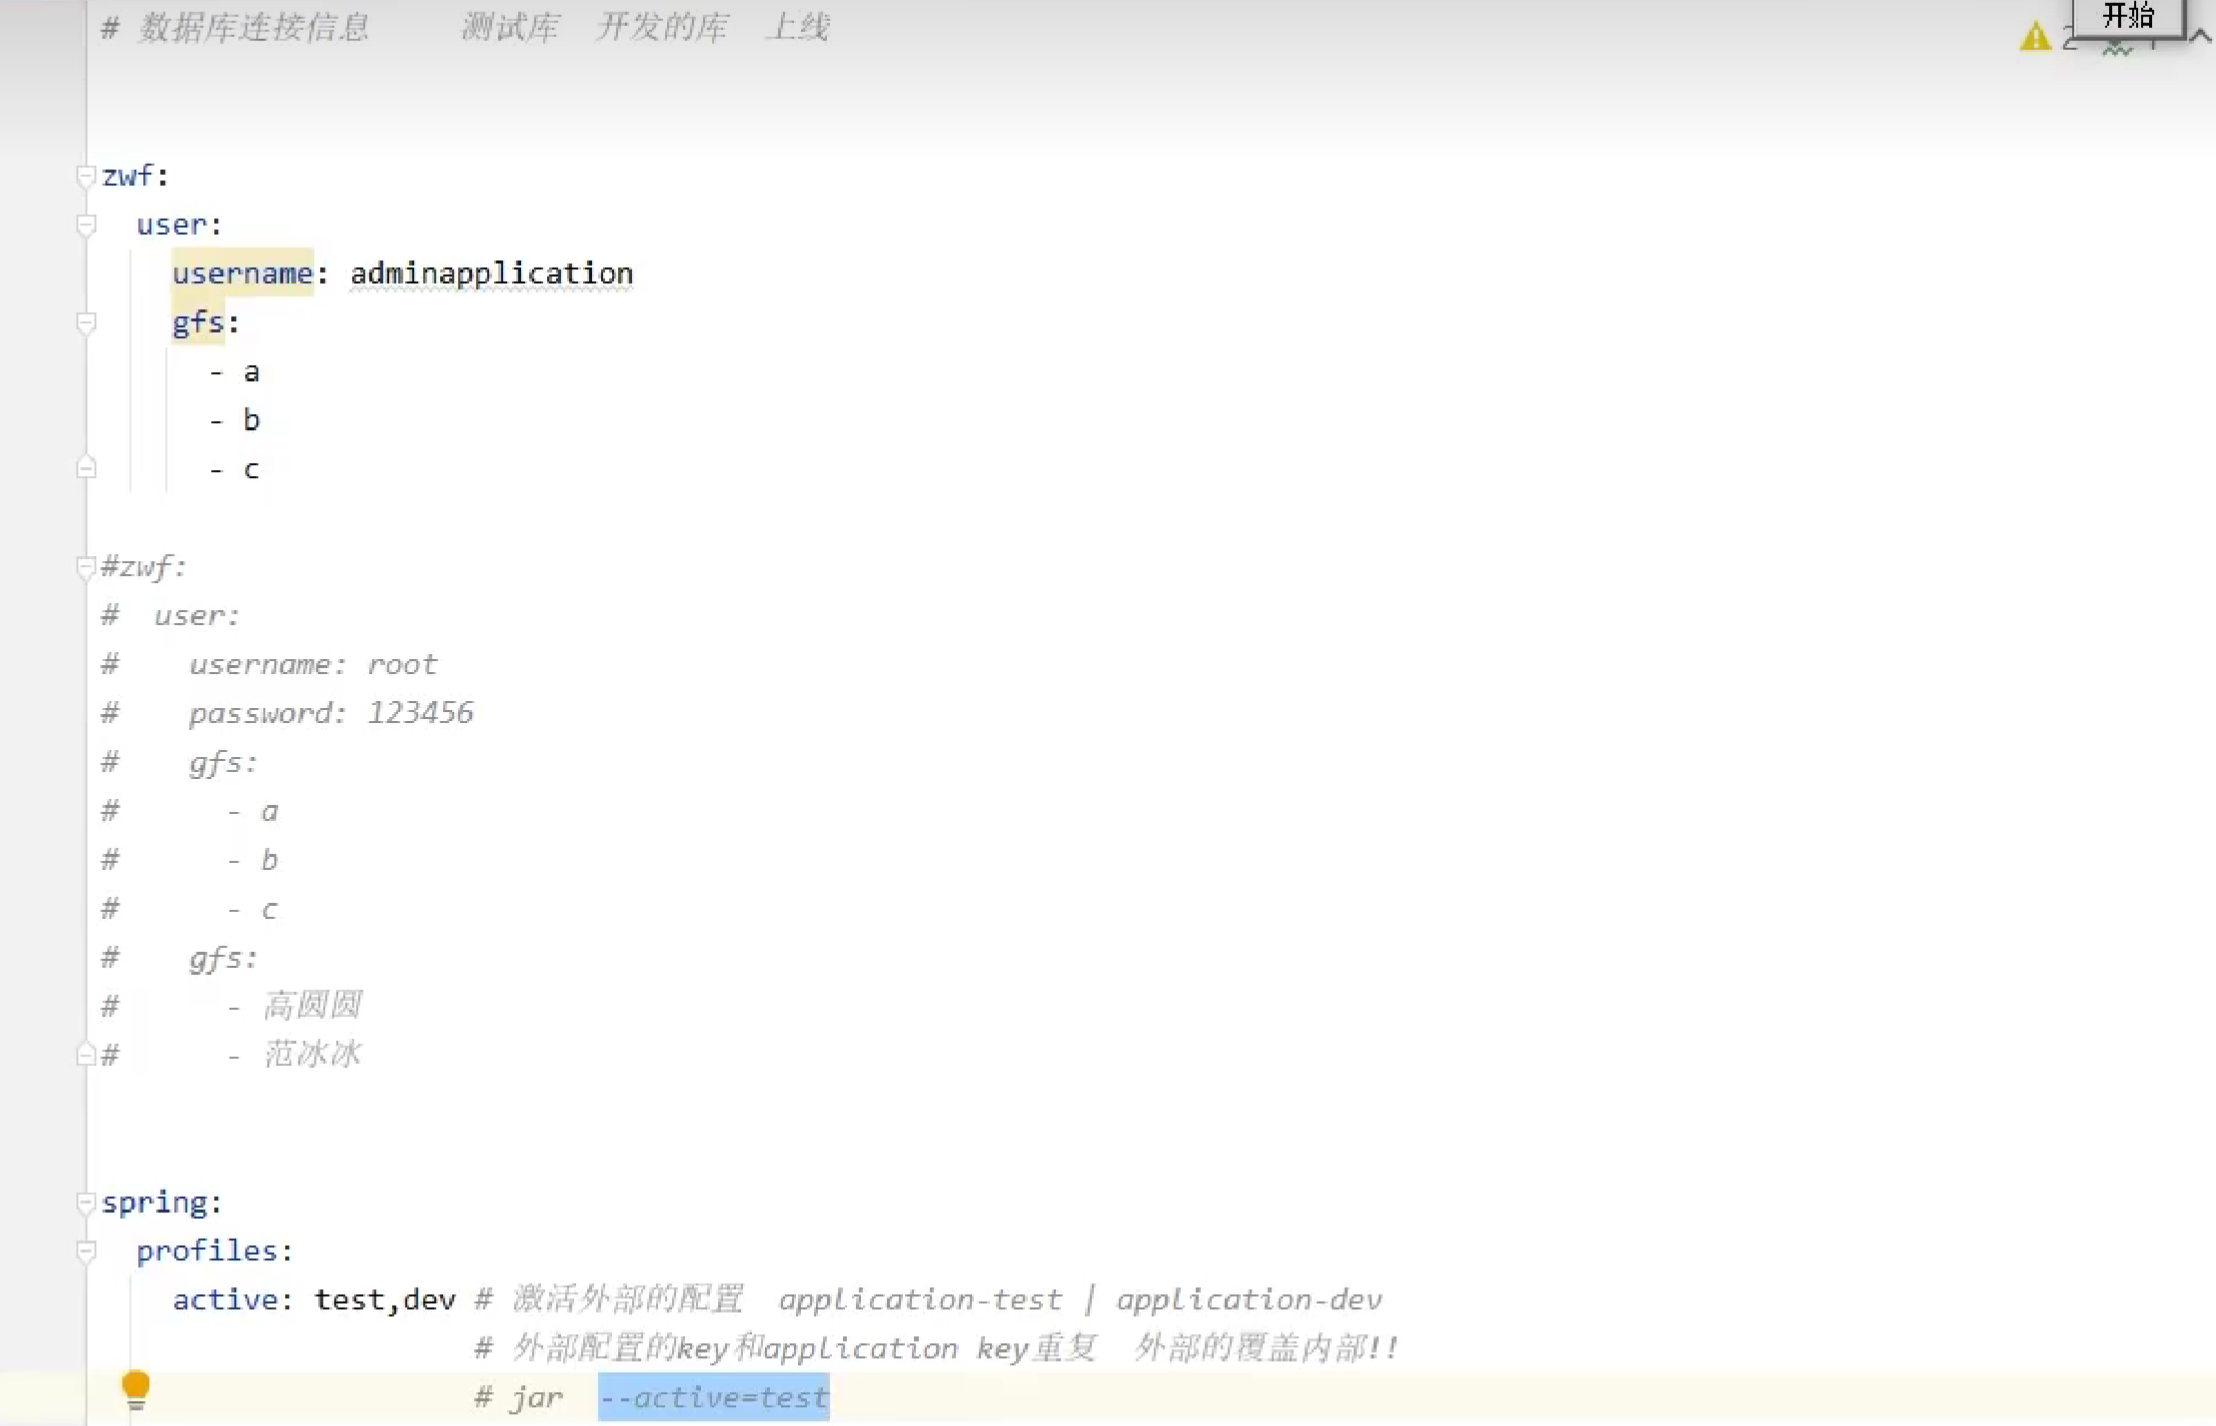 # 数据库连接信息 测试库 开发的库 上线
开始
zwf:
user:
username: adminapplication
gfs:
- a
- b
- c
#zwf:
# user:
# username: root
# password: 123456
# gfs:
# - a
# - b
# - c
# gfs:
# - 高圆圆
# - 范冰冰
spring:
profiles:
active: test,dev # 激活外部的配置 application-test | application-dev
# 外部配置的key和application key重复 外部的覆盖内部!!
# jar --active=test